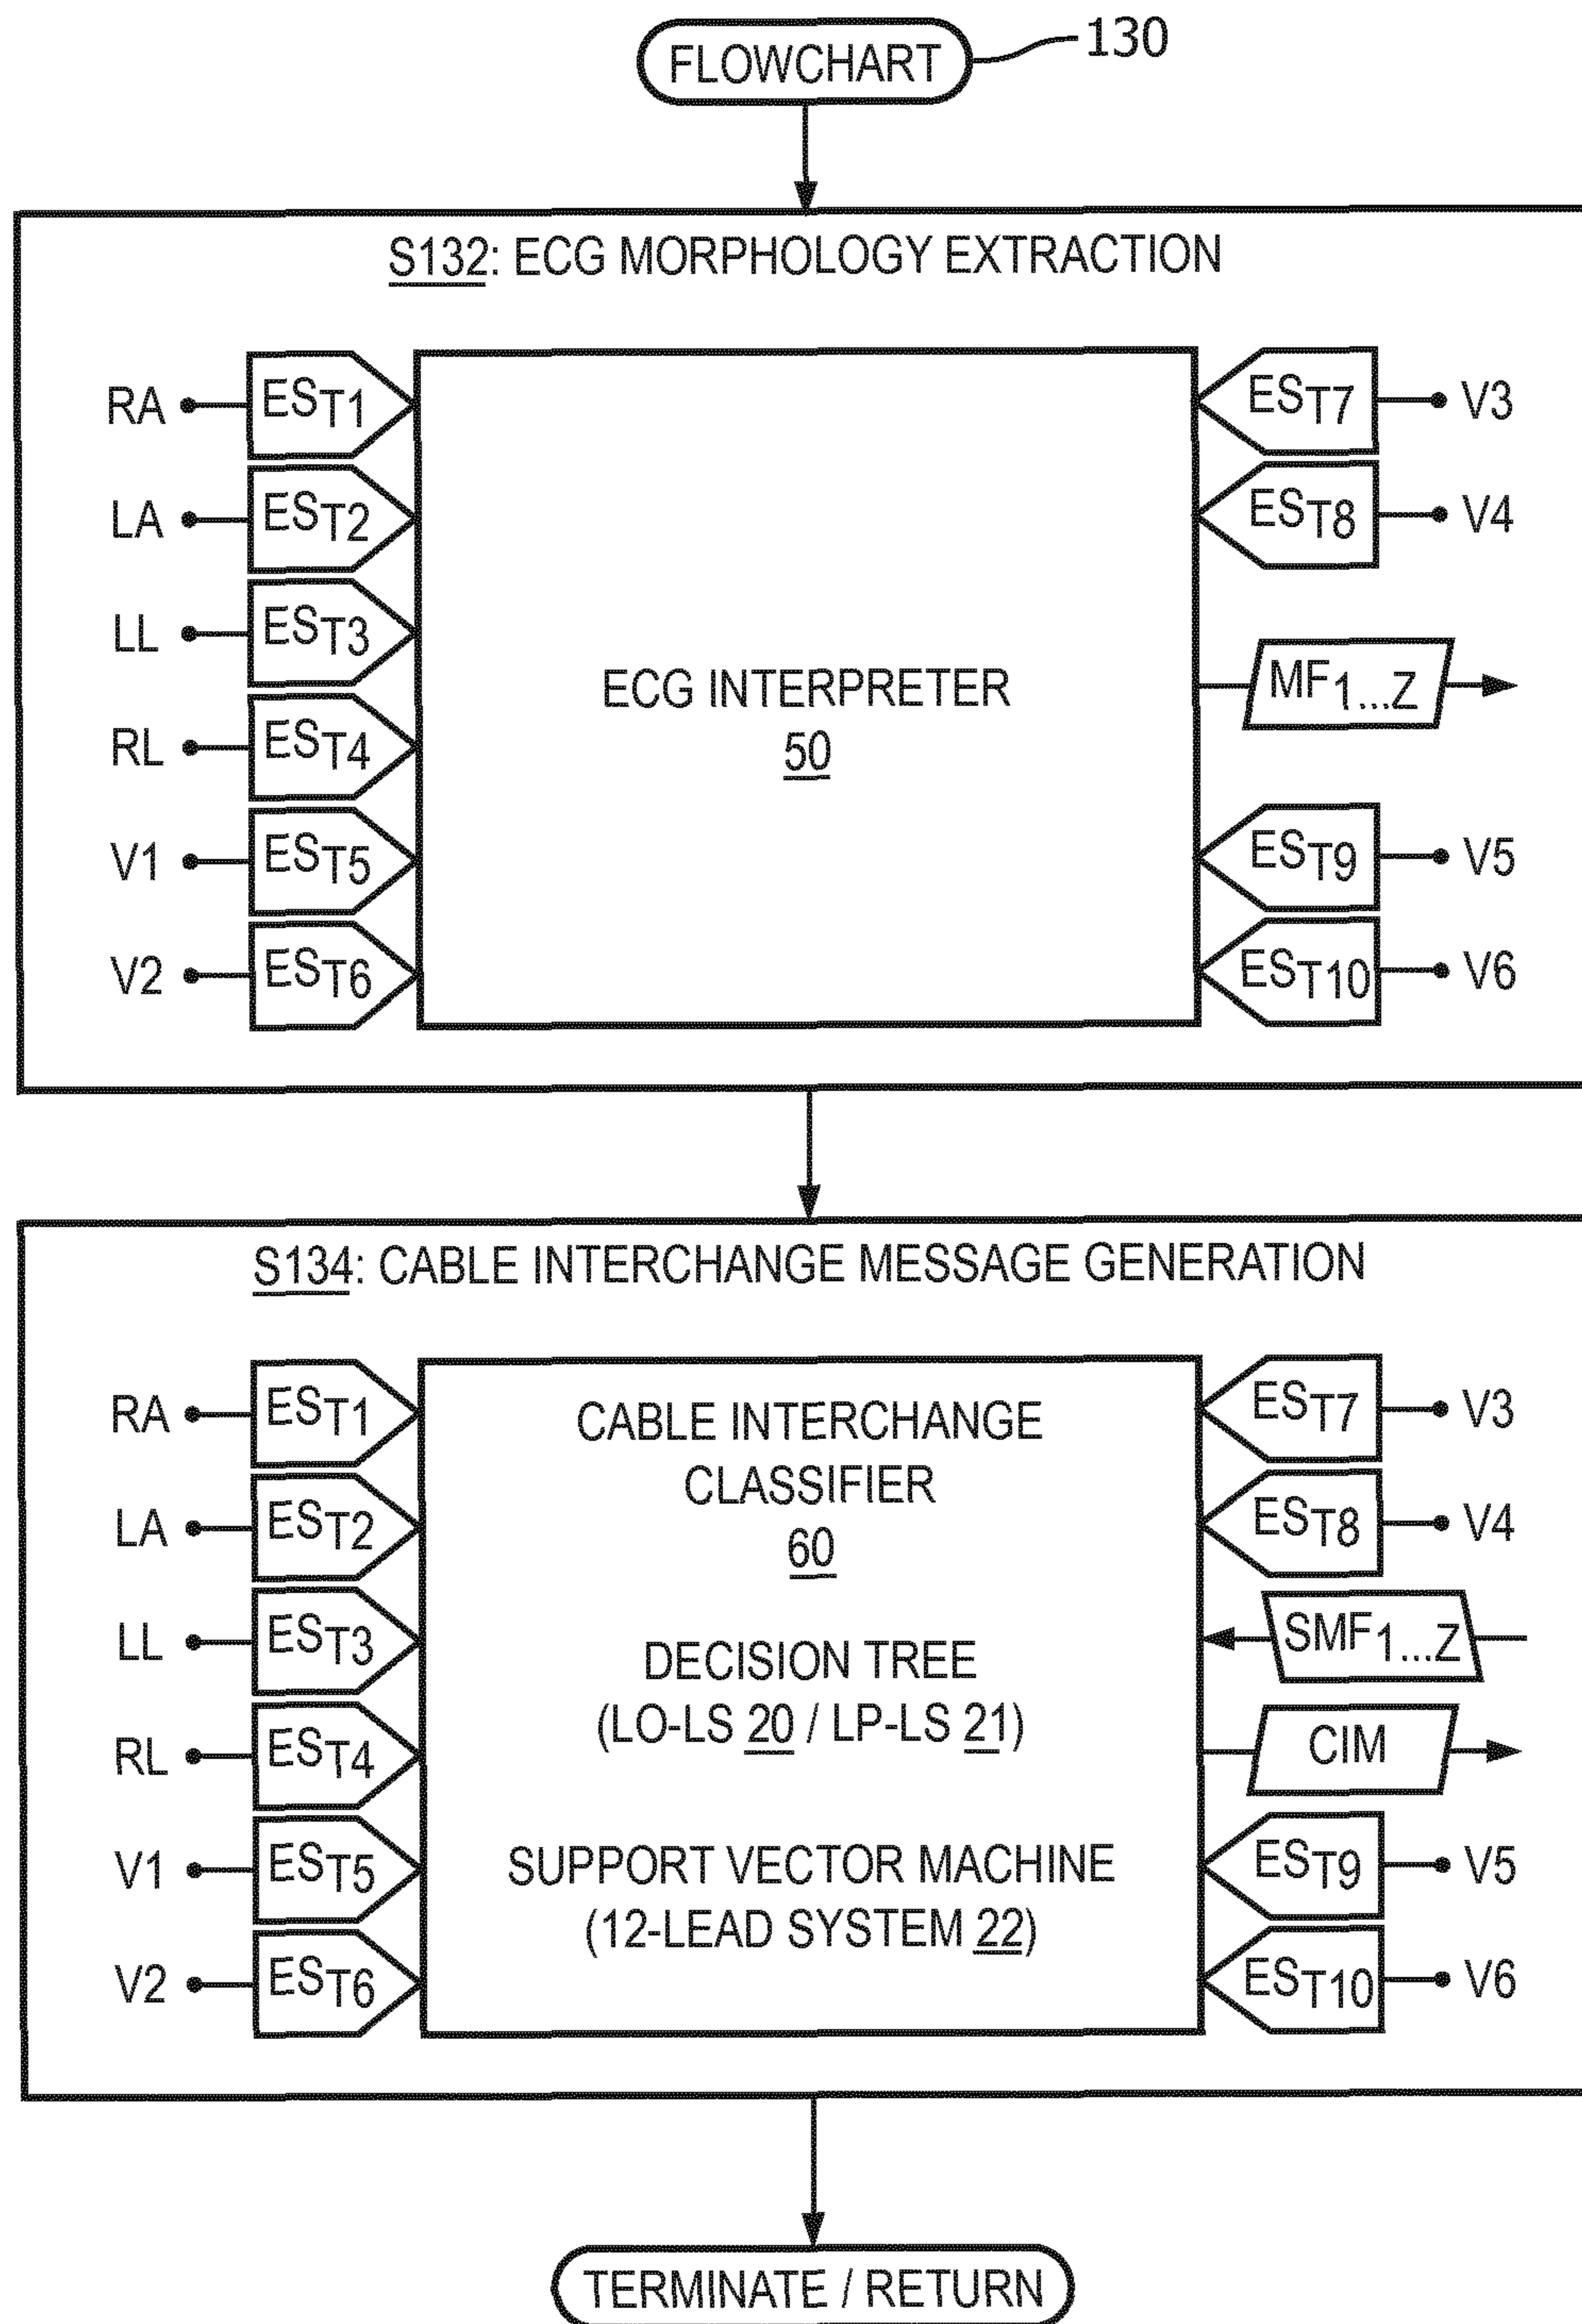 FLOWCHART 130
S132: ECG MORPHOLOGY EXTRACTION
RA EST1 EST7 V3
LA EST2 EST8 V4
LL EST3
ECG INTERPRETER MF1...Z
RL EST4 50
V1 EST5 EST9 V5
V2 EST6 EST10 V6
S134: CABLE INTERCHANGE MESSAGE GENERATION
RA EST1 CABLE INTERCHANGE EST7 V3
CLASSIFIER
LA EST2 60 EST8 V4
LL EST3 DECISION TREE SMF1...Z
(LO-LS 20 / LP-LS 21)
RL EST4 CIM
V1 EST5 SUPPORT VECTOR MACHINE EST9 V5
(12-LEAD SYSTEM 22)
V2 EST6 EST10 V6
TERMINATE / RETURN